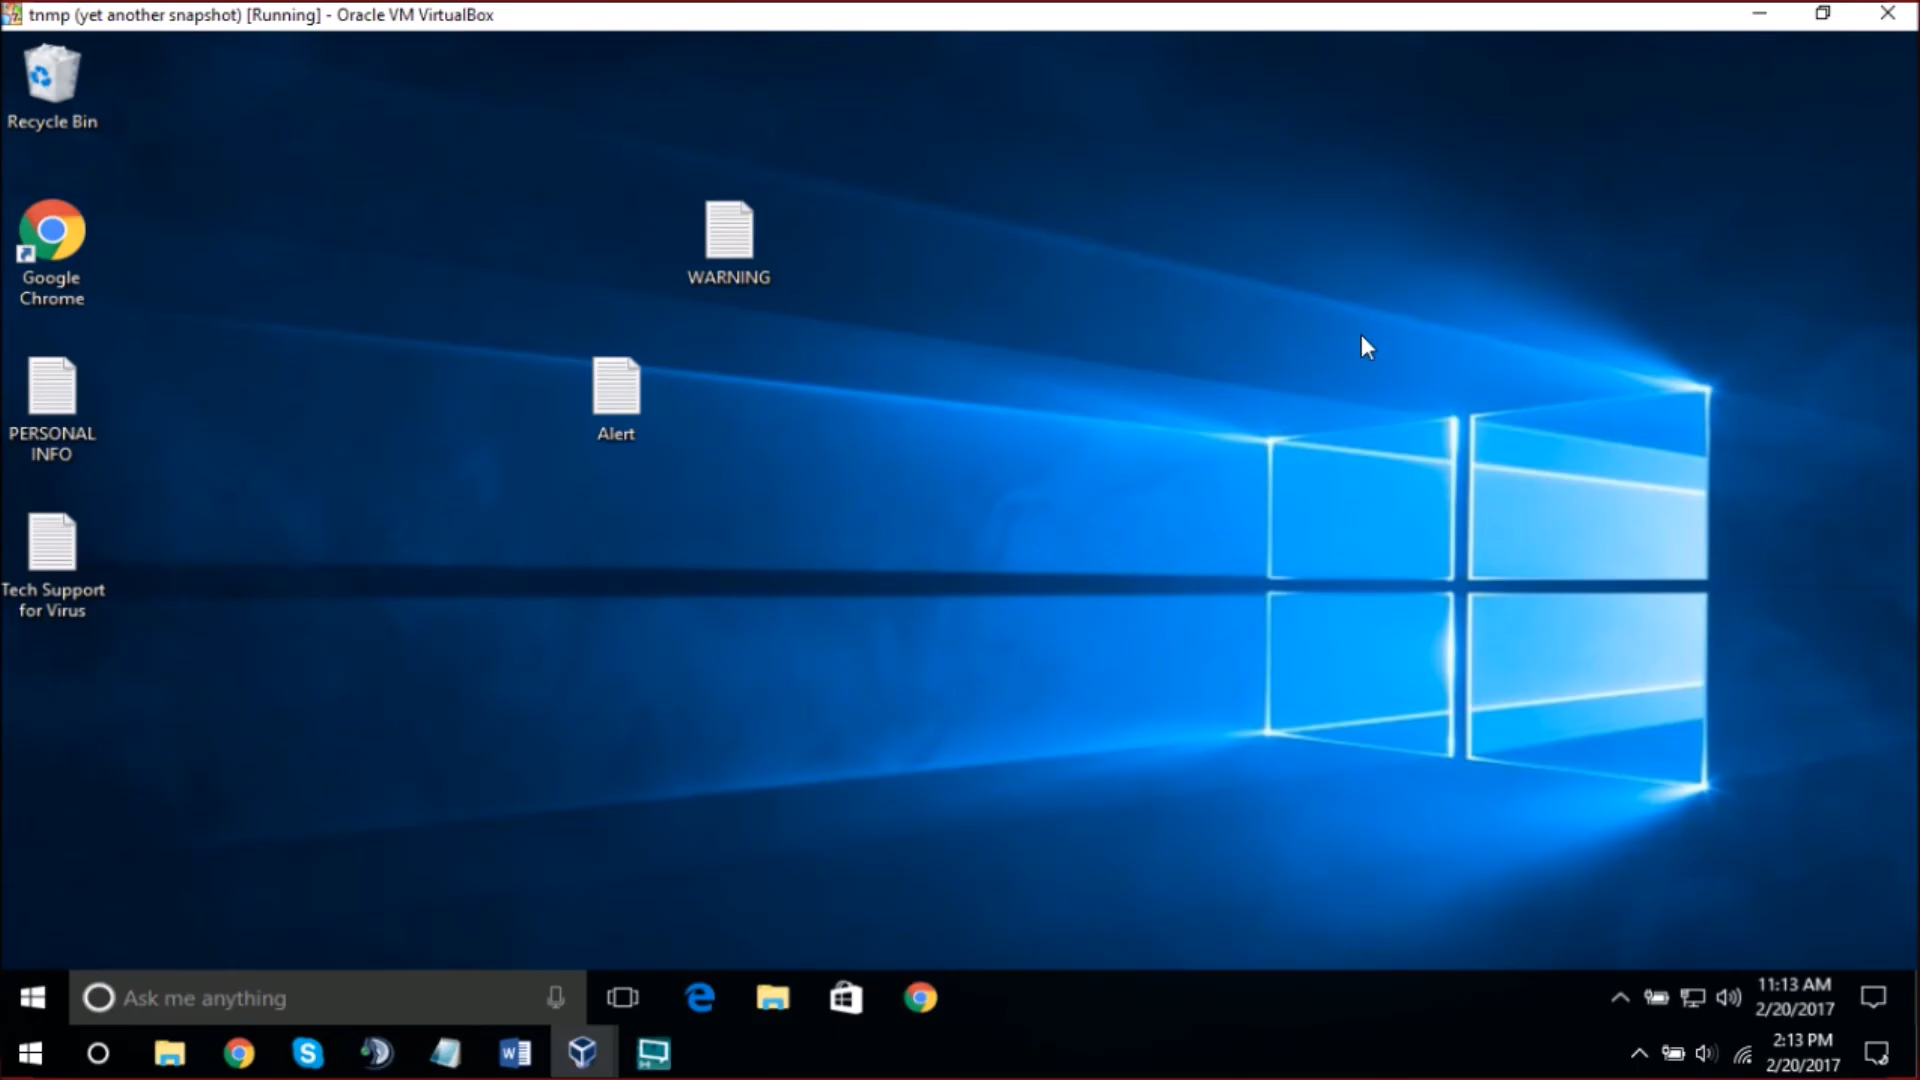 tnmp (yet another snapshot) [Running] - Oracle VM VirtualBox
Recycle Bin
Google
Chrome
WARNING
PERSONAL
INFO
Alert
Tech Support
for Virus
Ask me anything
11:13 AM
2/20/2017
2:13 PM
2/20/2017